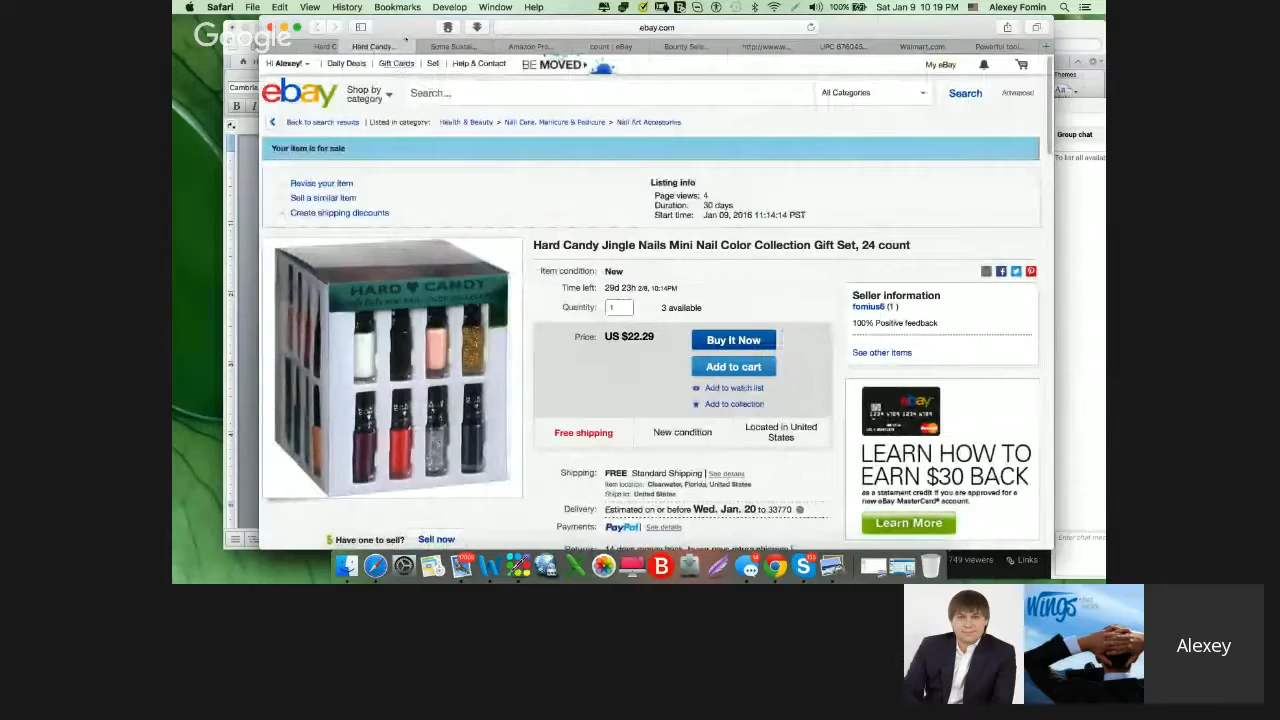 Safari File Edit View History Bookmarks Develop Window Help 100% Sat Jan 9 10:19 PM Alexey Fomin
Google
ebay.com
Hard C Hard Candy... Some Sustai... Amazon Pro... count | eBay Bounty Sele... http://www.w... UPC 676045... Walmart.com Powerful tool...
Hi Alexey! Daily Deals Gift Cards Sell Help & Contact BE MOVED My eBay
Themes
Cambria
B I
ebay Shop by category Search... All Categories Search Advanced
Back to search results | Listed in category: Health & Beauty > Nail Care, Manicure & Pedicure > Nail Art Accessories
Group chat
Your item is for sale
To list all availa
Revise your item
Sell a similar item
Create shipping discounts
Listing info
Page views: 4
Duration: 30 days
Start time: Jan 09, 2016 11:14:14 PST
HARD CANDY
Hard Candy Jingle Nails Mini Nail Color Collection Gift Set, 24 count
Item condition: New
Time left: 29d 23h 2/8, 10:14PM
Quantity: 1 3 available
Price: US $22.29
Buy It Now
Add to cart
Add to watch list
Add to collection
Free shipping New condition Located in United States
Shipping: FREE Standard Shipping | See details
Item location: Clearwater, Florida, United States
Ships to: United States
Delivery: Estimated on or before Wed. Jan. 20 to 33770
Payments: PayPal See details
Seller information
fomius6 (1 )
100% Positive feedback
See other items
ebay
LEARN HOW TO
EARN $30 BACK
as a statement credit if you are approved for a
new eBay MasterCard® account.
Learn More
Have one to sell? Sell now
749 viewers Links
wings
Alexey